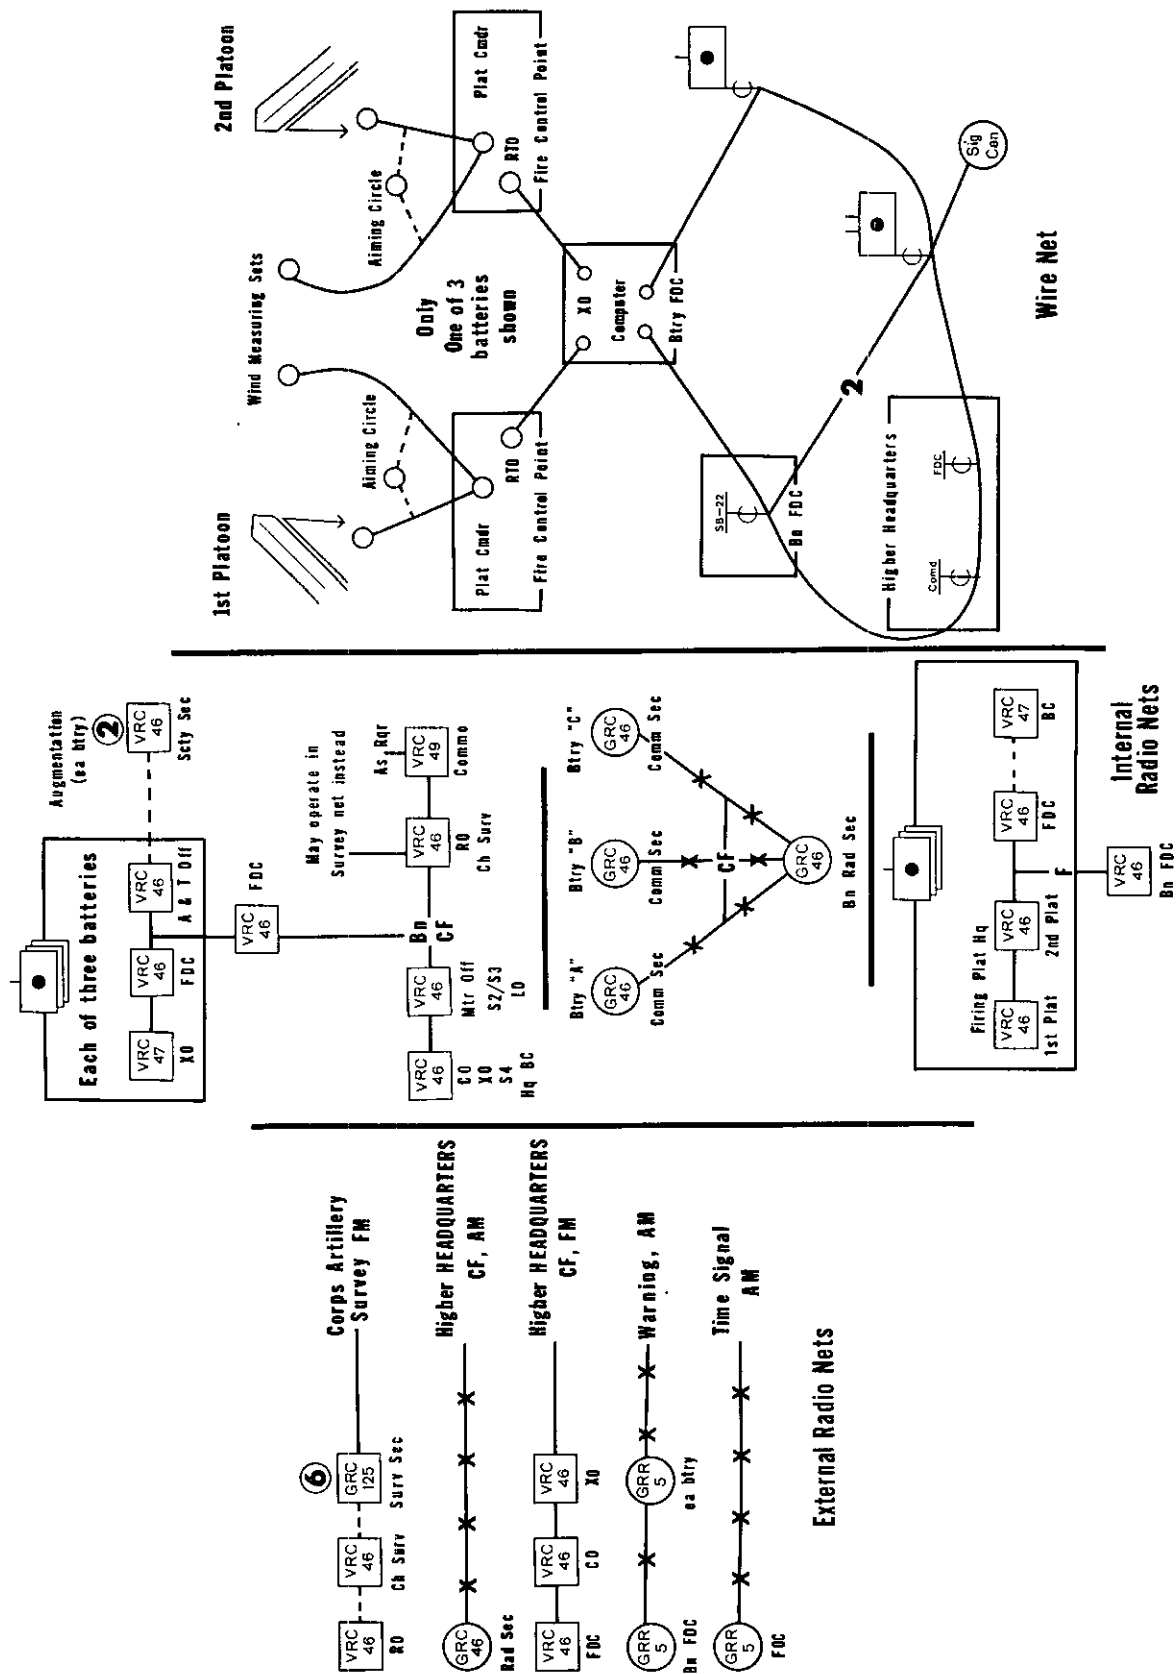 Corps Artillery
Survey FM
6
VRC
46
RO
VRC
46
Ch Surv
GRC
125
Surv Sec
Higher HEADQUARTERS
CF, AM
GRC
46
Rad Sec
Higher HEADQUARTERS
CF, FM
VRC
46
FDC
VRC
46
CO
VRC
46
XO
Warning, AM
GRR
5
Bn FDC
GRR
5
ea btry
Time Signal
AM
GRR
5
FDC
External Radio Nets
Each of three batteries
VRC
47
XO
VRC
46
FDC
VRC
46
A & T Off
Augmentation
(ea btry)
2
VRC
46
Scty Sec
VRC
46
FDC
May operate in
Survey net instead
As Rqr
Bn
CF
VRC
46
CO
XO
S4
Hq BC
VRC
46
Mtr Off
S2/S3
LO
VRC
46
RO
Ch Surv
VRC
49
Commo
Btry "A"
GRC
46
Comm Sec
Btry "B"
GRC
46
Comm Sec
Btry "C"
GRC
46
Comm Sec
CF
GRC
46
Bn Rad Sec
Firing Plat Hq
VRC
46
1st Plat
VRC
46
2nd Plat
VRC
46
FDC
VRC
47
BC
F
VRC
46
Bn FDC
Internal
Radio Nets
1st Platoon
2nd Platoon
Wind Measuring Sets
Aiming Circle
Aiming Circle
Only
One of 3
batteries
shown
Plat Cmdr
RTO
Fire Control Point
Plat Cmdr
RTO
Fire Control Point
XO
Computer
Btry FDC
SB-22
Bn FDC
2
Sig
Cen
Higher Headquarters
Comd
FDC
Wire Net